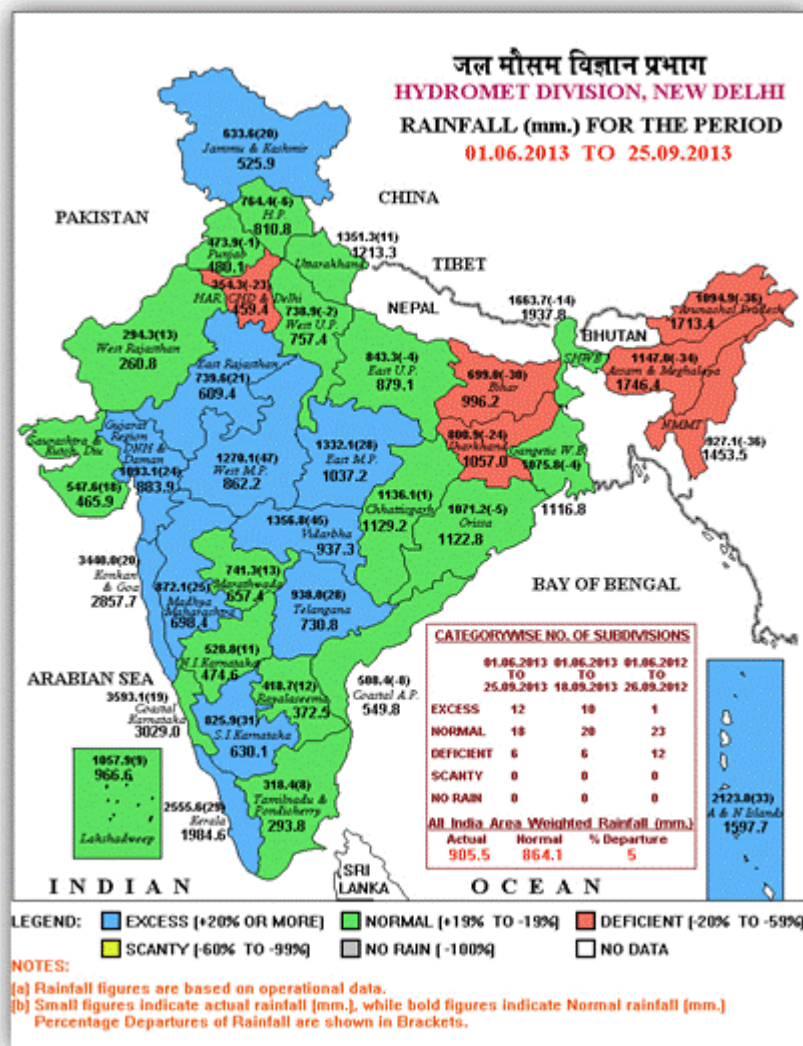 जल मौसम विज्ञान प्रभाग
HYDROMET DIVISION, NEW DELHI
RAINFALL (mm.) FOR THE PERIOD
01.06.2013 TO 25.09.2013
633.6(20)
Jammu & Kashmir
525.9
CHINA
PAKISTAN
764.4(-6)
H.P.
810.8
473.9(-1)
Punjab
480.1
1351.3(11)
1213.3
Uttarakhand
TIBET
354.3(-23)
HAR. CHD & Delhi
459.4
NEPAL
738.9(-2)
West U.P.
757.4
1663.7(-14)
1937.8
BHUTAN
1094.9(-36)
Arunachal Pradesh
1713.4
294.3(13)
West Rajasthan
260.8
East Rajasthan
739.6(21)
609.4
843.3(-4)
East U.P.
879.1
699.0(-30)
Bihar
996.2
SHWB
1147.0(-34)
Assam & Meghalaya
1746.4
NMMT
927.1(-36)
1453.5
Saurashtra &
Kutch, Diu
547.6(18)
465.9
Gujarat
Region
DNH &
Daman
1093.1(24)
883.9
1270.1(47)
West M.P.
862.2
1332.1(28)
East M.P.
1037.2
800.9(-24)
Jharkhand
1057.0
Gangetic W.B.
1075.8(-4)
1116.8
1136.1(1)
Chhattisgarh
1129.2
1071.2(-5)
Orissa
1122.8
1356.8(45)
Vidarbha
937.3
3440.0(20)
Konkan
& Goa
2857.7
872.1(25)
Madhya
Maharashtra
698.4
741.3(13)
Marathwada
657.4
938.0(28)
Telangana
730.8
BAY OF BENGAL
ARABIAN SEA
528.8(11)
N.I. Karnataka
474.6
3593.1(19)
Coastal
Karnataka
3029.0
418.7(12)
Rayalaseema
372.5
508.4(-8)
Coastal A.P.
549.8
825.9(31)
S.I. Karnataka
630.1
1057.9(9)
966.6
Lakshadweep
2555.6(29)
Kerala
1984.6
318.4(8)
Tamilnadu &
Pondicherry
293.8
SRI
LANKA
2123.8(33)
A & N Islands
1597.7
CATEGORYWISE NO. OF SUBDIVISIONS
01.06.2013 01.06.2013 01.06.2012
TO TO TO
25.09.2013 18.09.2013 26.09.2012
EXCESS 12 10 1
NORMAL 18 20 23
DEFICIENT 6 6 12
SCANTY 0 0 0
NO RAIN 0 0 0
All India Area Weighted Rainfall (mm.)
Actual Normal % Departure
905.5 864.1 5
INDIAN OCEAN
LEGEND: EXCESS (+20% OR MORE) NORMAL (+19% TO -19%) DEFICIENT (-20% TO -59%)
SCANTY (-60% TO -99%) NO RAIN (-100%) NO DATA
NOTES:
(a) Rainfall figures are based on operational data.
(b) Small figures indicate actual rainfall (mm.), while bold figures indicate Normal rainfall (mm.)
Percentage Departures of Rainfall are shown in Brackets.